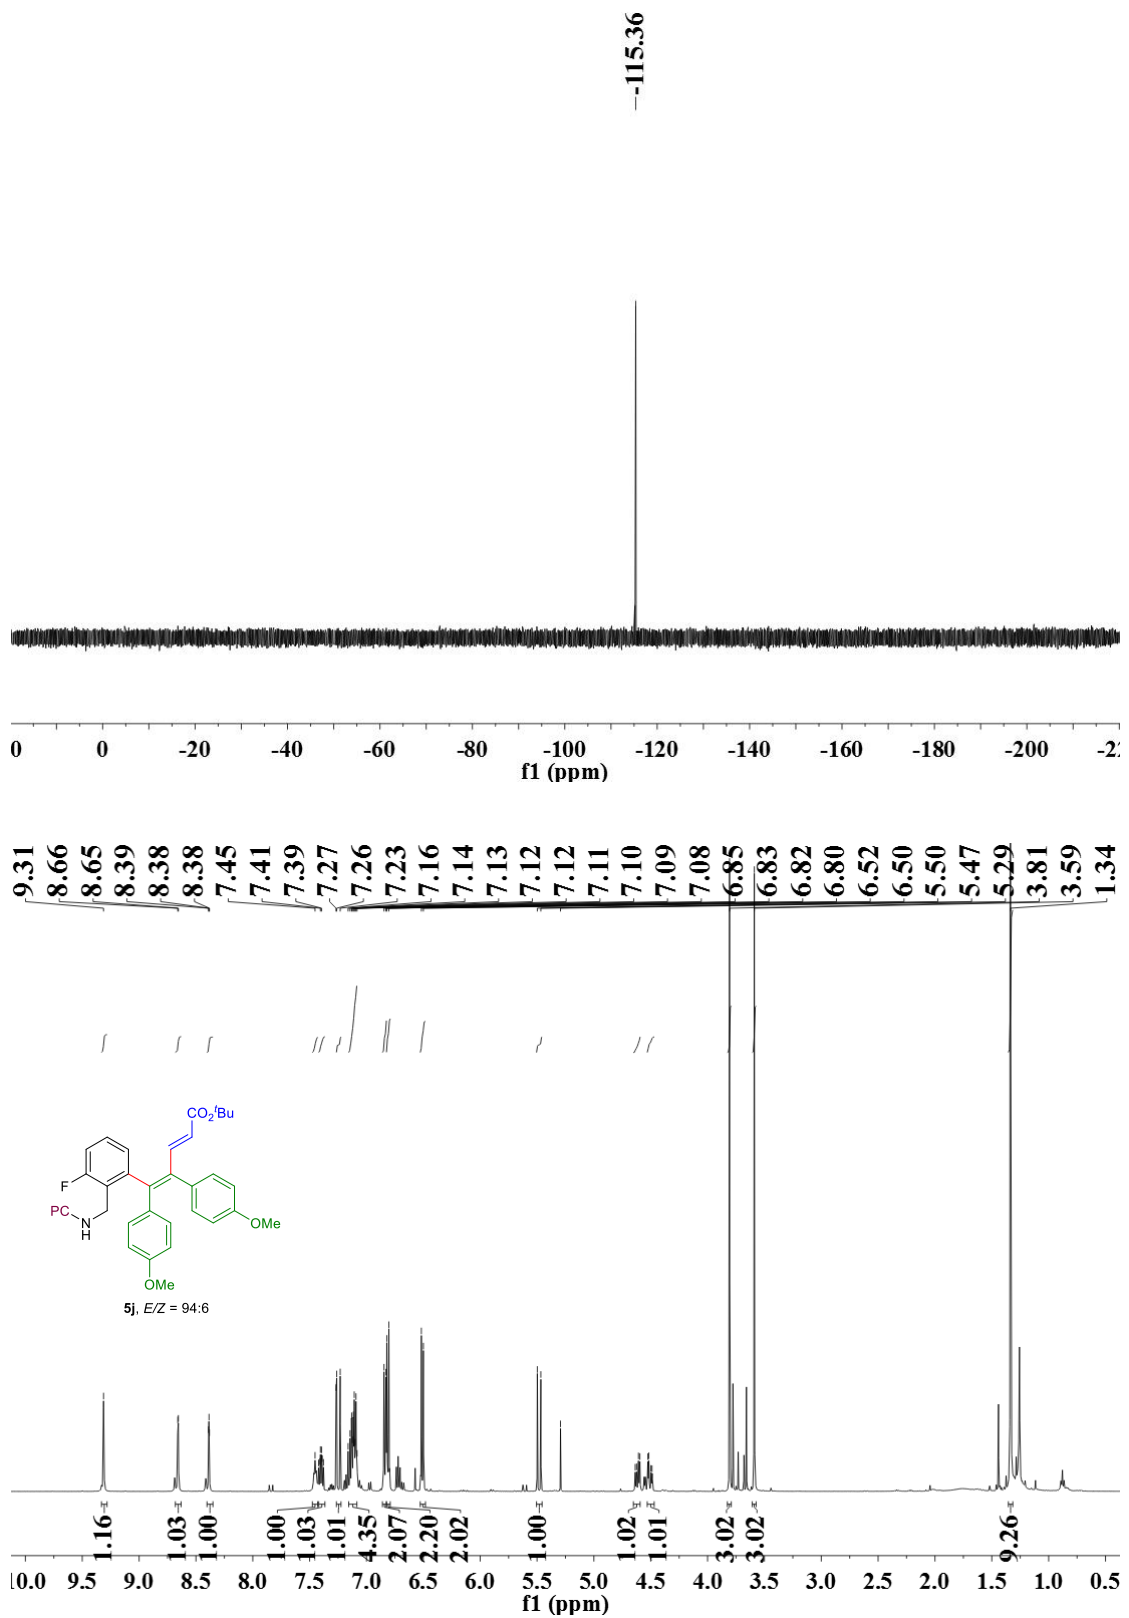 -115.36
0 0 -20 -40 -60 -80 -100 -120 -140 -160 -180 -200 -22
f1 (ppm)
9.31 8.66 8.65 8.39 8.38 8.38 7.45 7.41 7.39 7.27 7.26 7.23 7.16 7.14 7.13 7.12 7.12 7.11 7.10 7.09 7.08 6.85 6.83 6.82 6.80 6.52 6.50 5.50 5.47 5.29 3.81 3.59 1.34
CO2tBu
F
PC
N
H
OMe
OMe
5j, E/Z = 94:6
1.16 1.03 1.00 1.00 1.03 1.01 4.35 2.07 2.20 2.02 1.00 1.02 1.01 3.02 3.02 9.26
10.0 9.5 9.0 8.5 8.0 7.5 7.0 6.5 6.0 5.5 5.0 4.5 4.0 3.5 3.0 2.5 2.0 1.5 1.0 0.5
f1 (ppm)